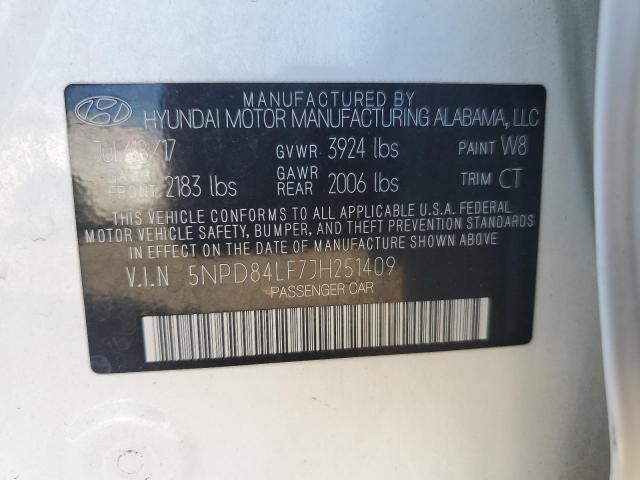 MANUFACTURED BY
HYUNDAI MOTOR MANUFACTURING ALABAMA, LLC
GVWR 3924 lbs PAINT W8
FRONT 2183 lbs GAWR REAR 2006 lbs TRIM CT
THIS VEHICLE CONFORMS TO ALL APPLICABLE U.S.A. FEDERAL
MOTOR VEHICLE SAFETY, BUMPER, AND THEFT PREVENTION STANDARDS
IN EFFECT ON THE DATE OF MANUFACTURE SHOWN ABOVE.
V.I.N 5NPD84LF7JH251409
PASSENGER CAR